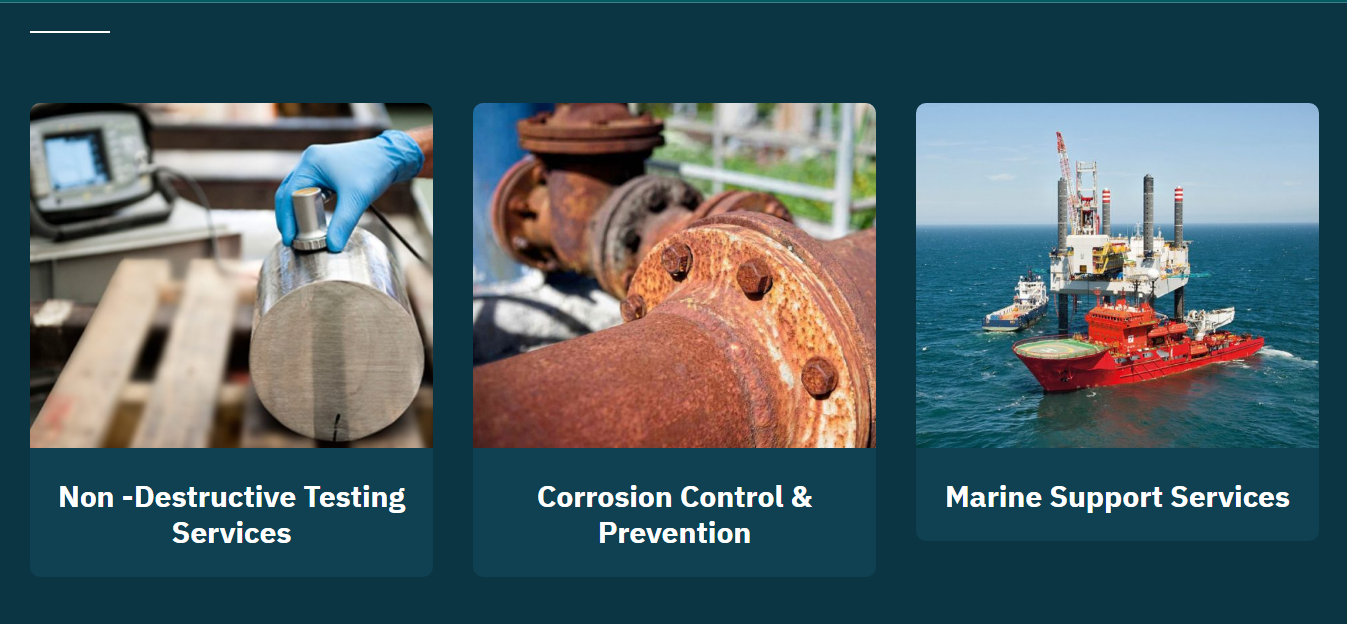 Non -Destructive Testing
Services
Corrosion Control &
Prevention
Marine Support Services